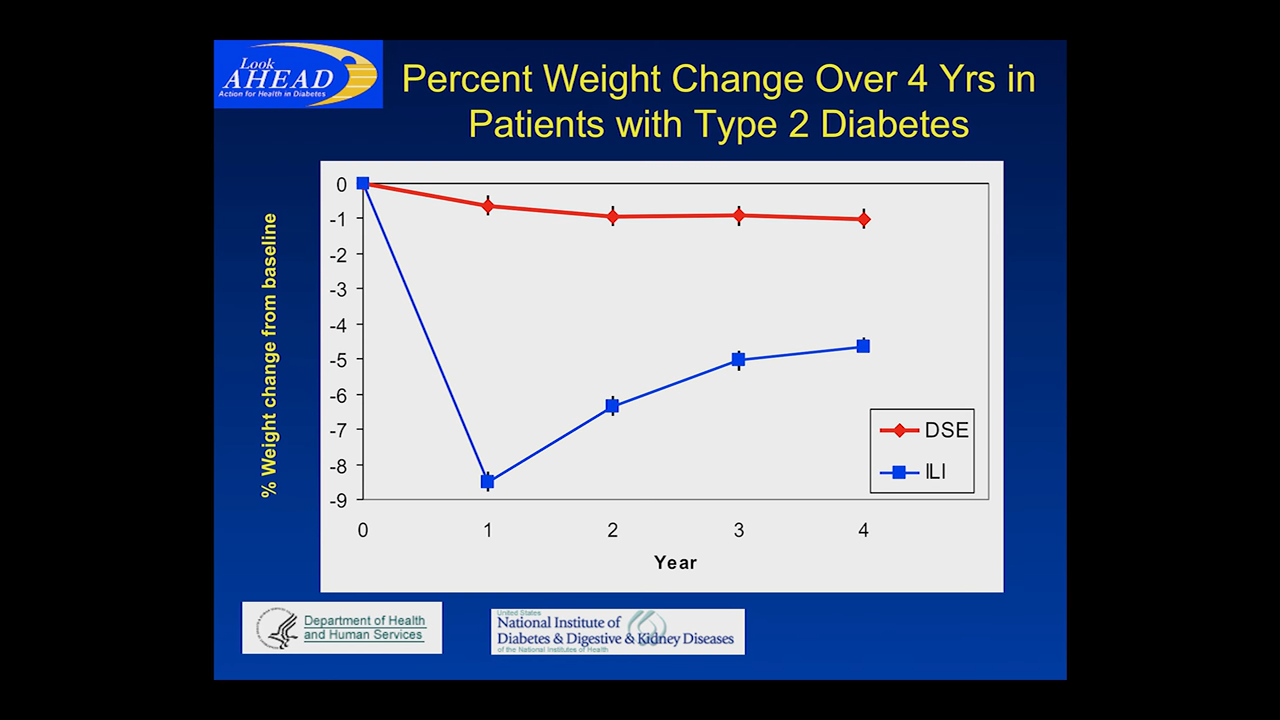 Look
AHEAD
Action for Health in Diabetes
Percent Weight Change Over 4 Yrs in
Patients with Type 2 Diabetes
% Weight change from baseline
0
-1
-2
-3
-4
-5
-6
-7
-8
-9
DSE
ILI
0 1 2 3 4
Year
Department of Health
and Human Services
United States
National Institute of
Diabetes & Digestive & Kidney Diseases
of the National Institutes of Health